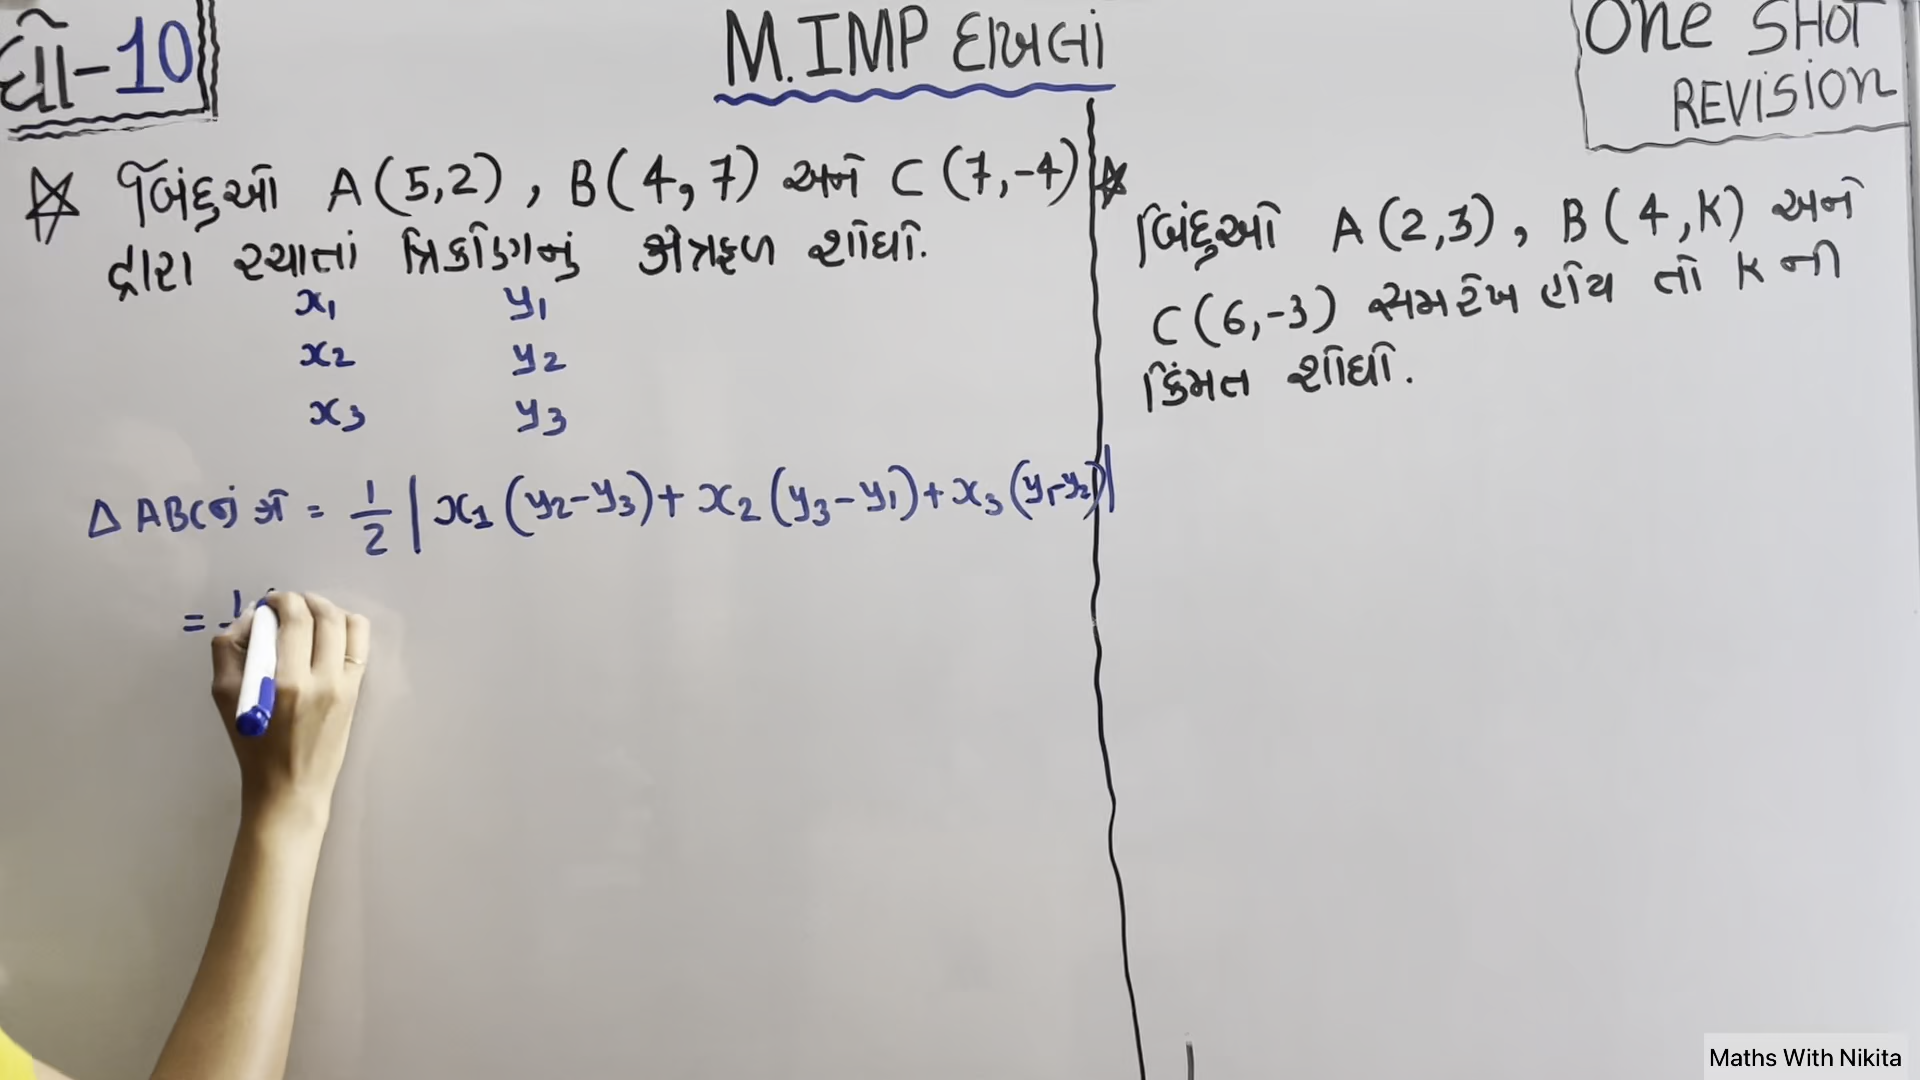 ધો-10
M.IMP દાખલાં
One SHOT
REVISION
બિંદુઓ A(5,2), B(4,7) અને C(7,-4)
દ્વારા રચાતાં ત્રિકોણનું ક્ષેત્રફળ શોધો.
x₁ y₁
x₂ y₂
x₃ y₃
Δ ABCનું ક્ષે = 1/2 | x₁(y₂-y₃)+x₂(y₃-y₁)+x₃(y₁-y₂)|
=
બિંદુઓ A(2,3), B(4,K) અને
C(6,-3) સમરેખ હોય તો K ની
કિંમત શોધો.
Maths With Nikita